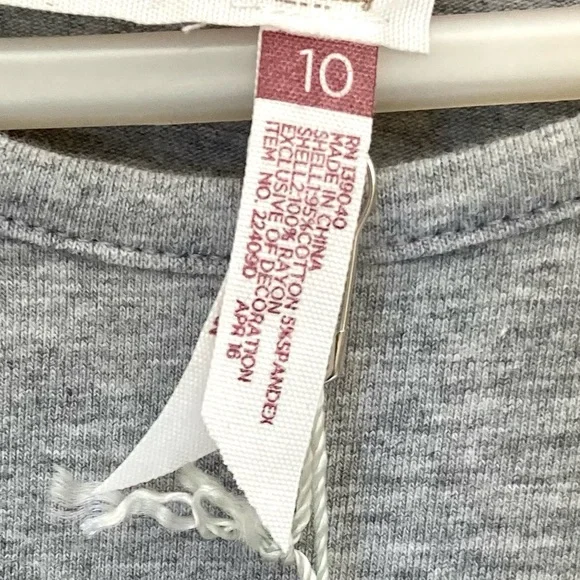 10
RN 139040
MADE IN CHINA
SHELL1:95%COTTON 5%SPANDEX
SHELL2:100% RAYON
EXCLUSIVE OF DECORATION
ITEM NO. 22409D APR 16